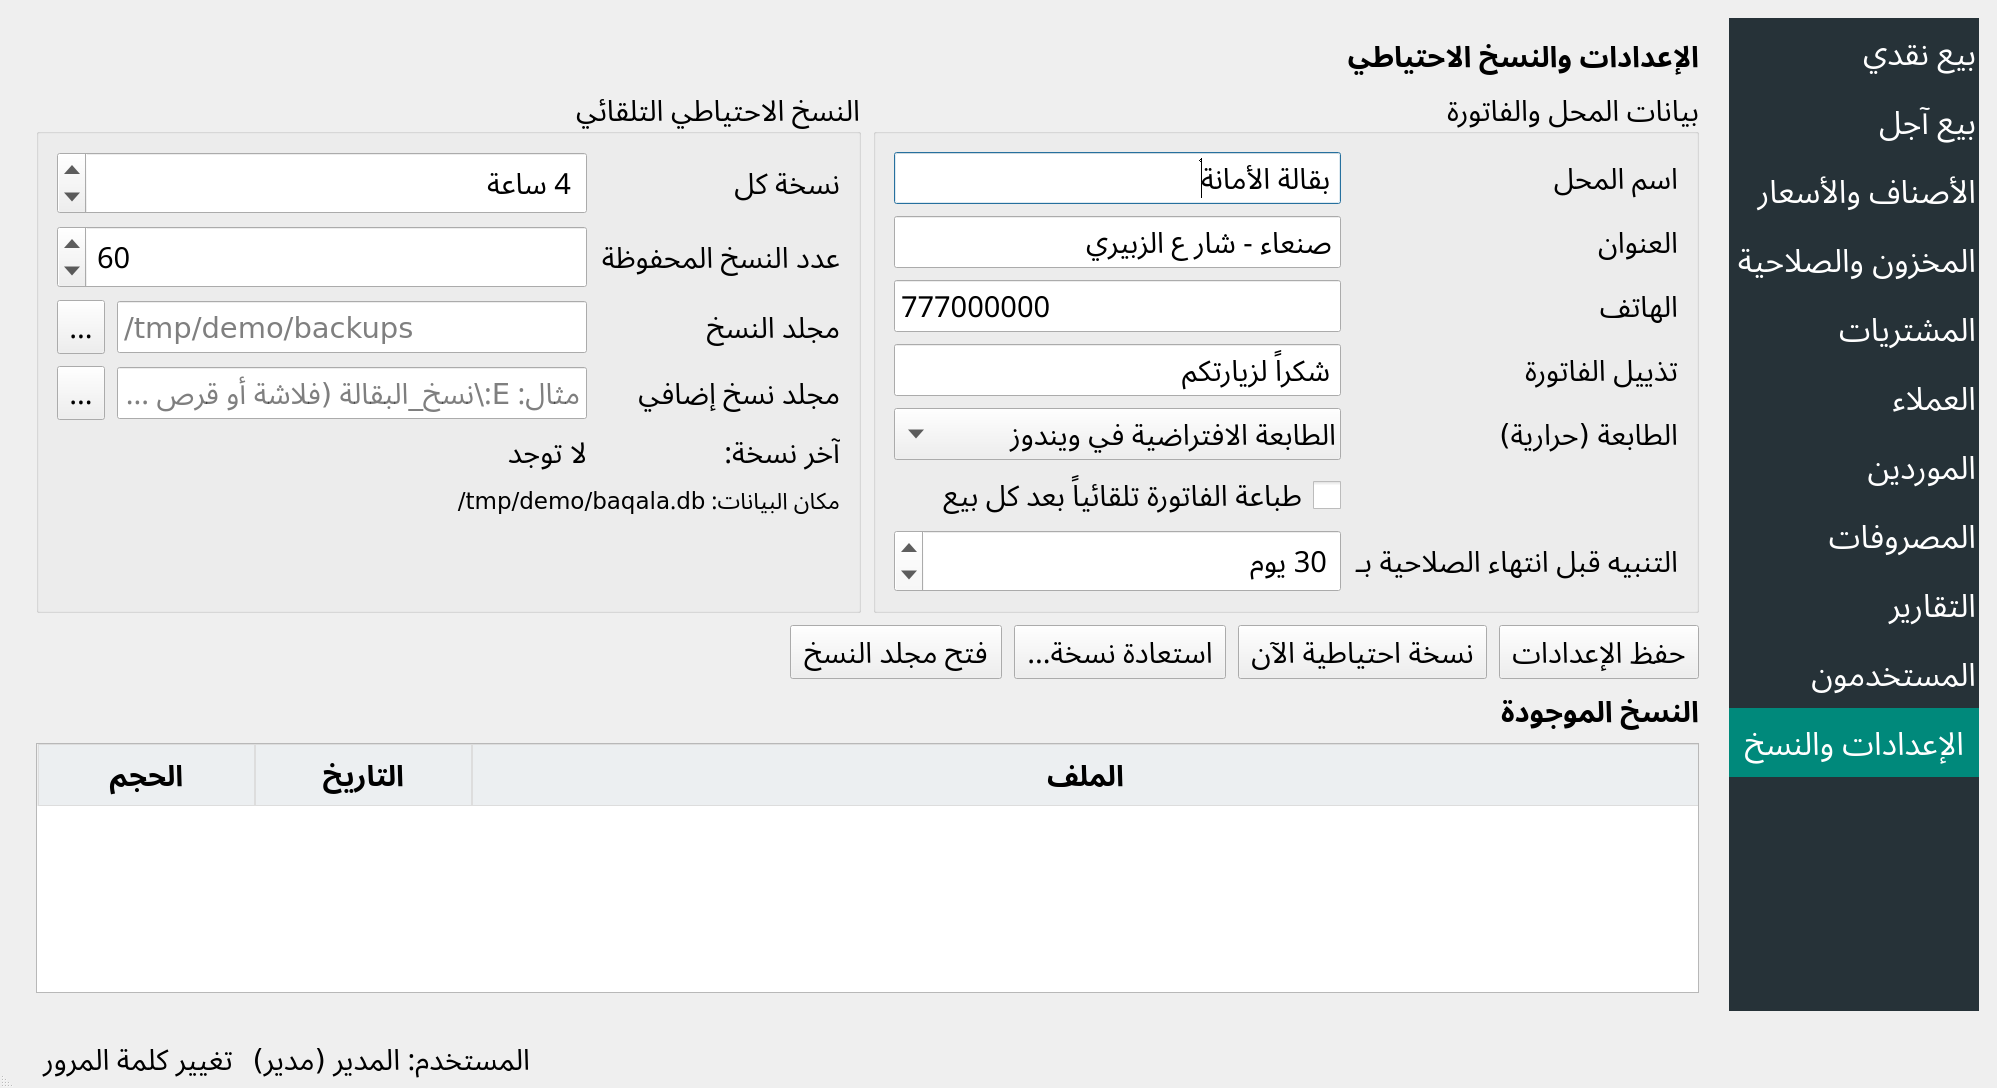 بيع نقدي
بيع آجل
الأصناف والأسعار
المخزون والصلاحية
المشتريات
العملاء
الموردين
المصروفات
التقارير
المستخدمون
الإعدادات والنسخ
الإعدادات والنسخ الاحتياطي
بيانات المحل والفاتورة
اسم المحل بقالة الأمانة
العنوان صنعاء - شارع الزبيري
الهاتف 777000000
تذييل الفاتورة شكراً لزيارتكم
الطابعة (حرارية) الطابعة الافتراضية في ويندوز
طباعة الفاتورة تلقائياً بعد كل بيع
التنبيه قبل انتهاء الصلاحية بـ 30 يوم
النسخ الاحتياطي التلقائي
نسخة كل 4 ساعة
عدد النسخ المحفوظة 60
مجلد النسخ /tmp/demo/backups ...
مجلد نسخ إضافي مثال: E:\نسخ_البقالة (فلاشة أو قرص ... ...
آخر نسخة: لا توجد
مكان البيانات: /tmp/demo/baqala.db
حفظ الإعدادات نسخة احتياطية الآن استعادة نسخة... فتح مجلد النسخ
النسخ الموجودة
الملف التاريخ الحجم
المستخدم: المدير (مدير) تغيير كلمة المرور